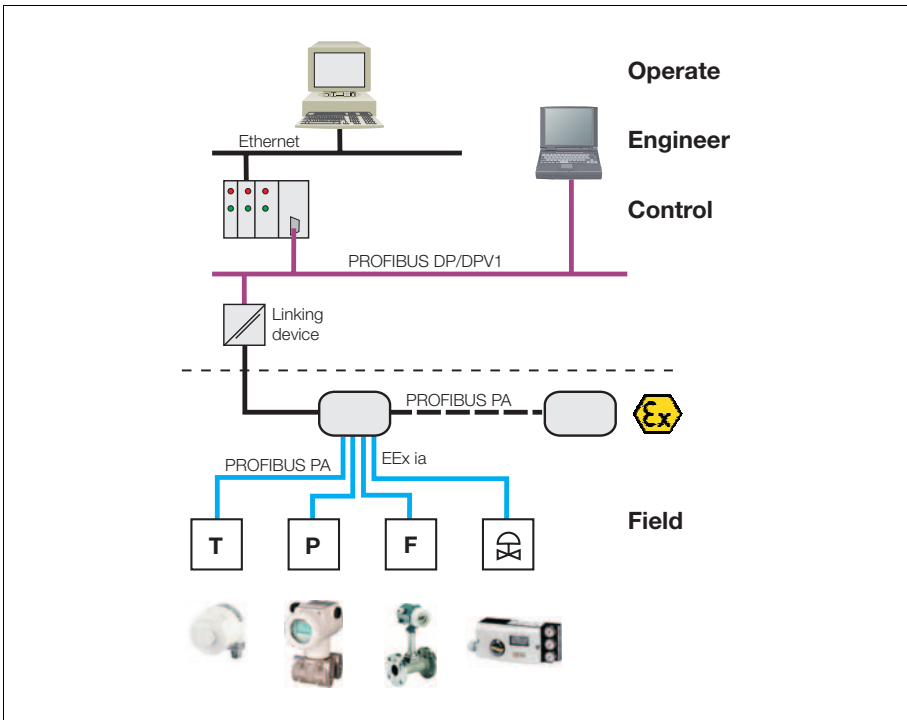 Operate
Ethernet
Engineer
Control
PROFIBUS DP/DPV1
Linking
device
PROFIBUS PA
Ex
PROFIBUS PA
EEx ia
T
P
F
Field